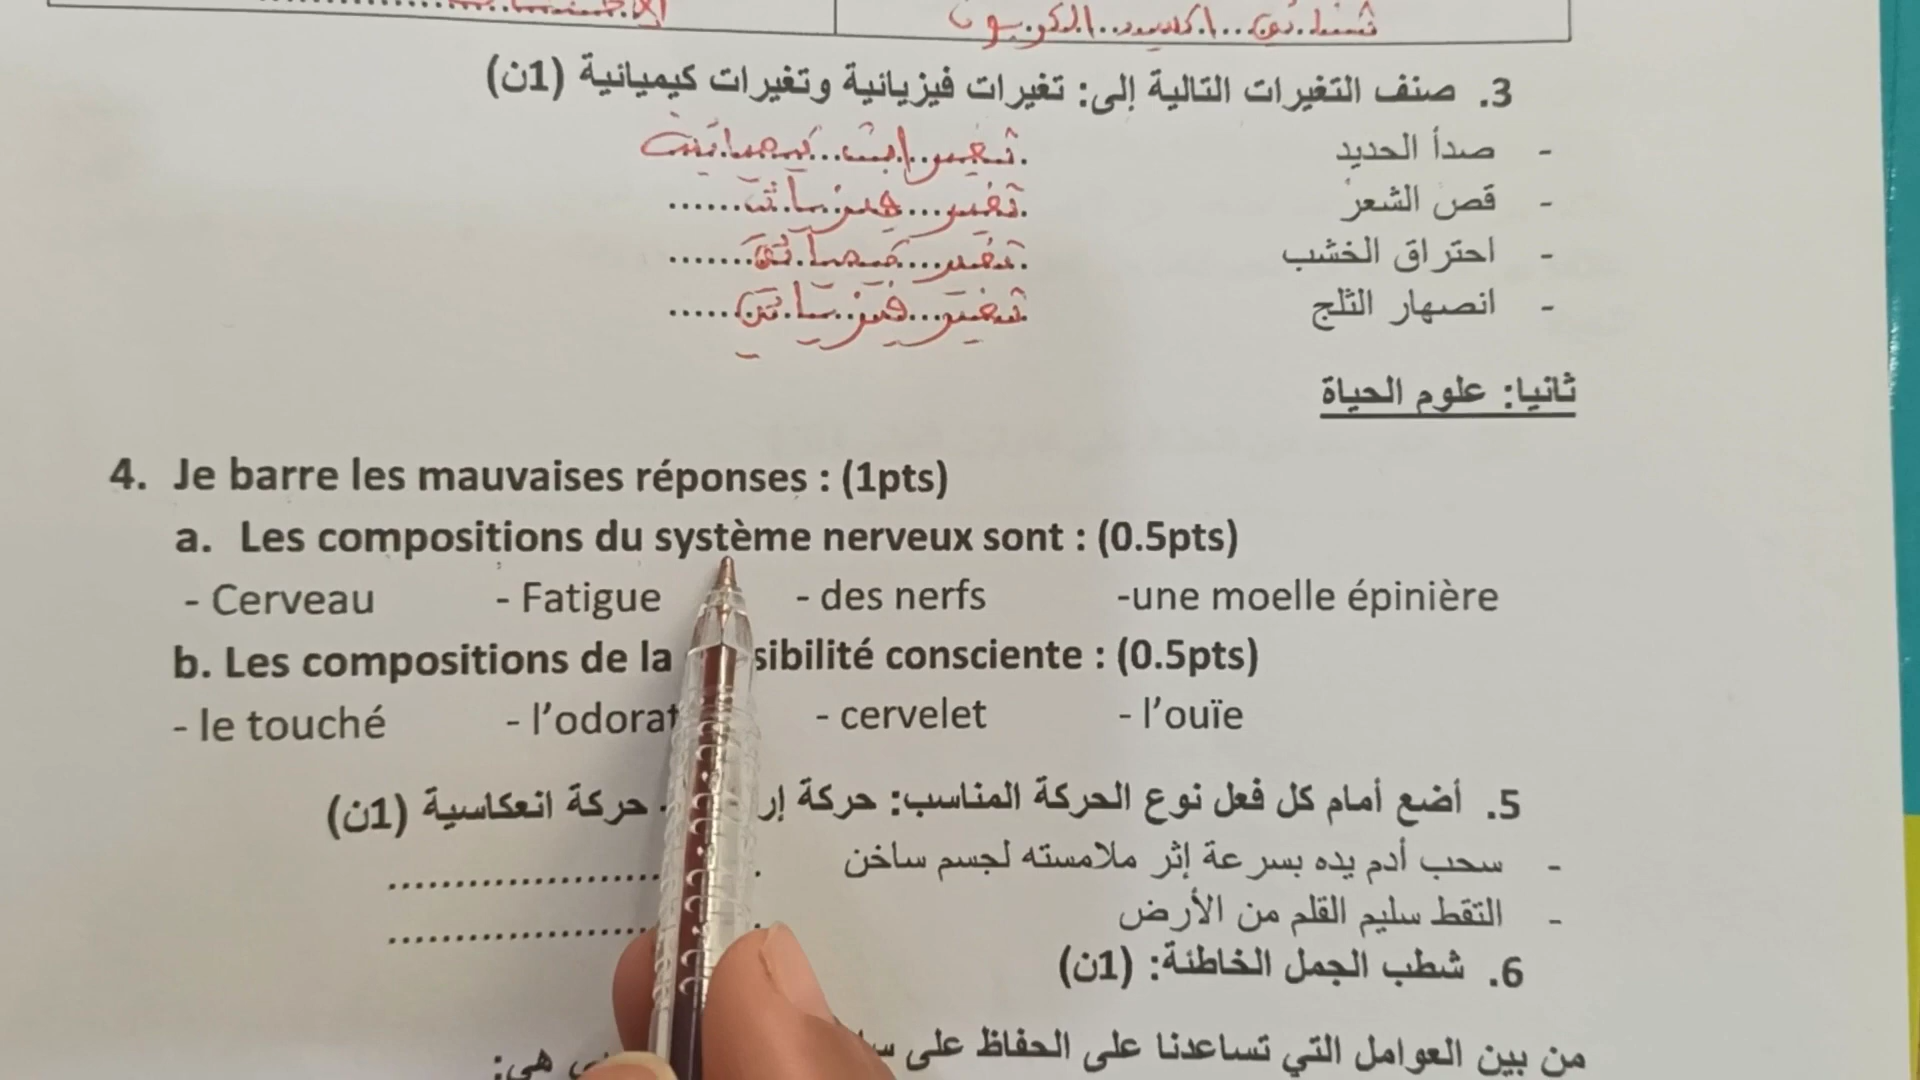 ثنائي اكسيد الكربون
3. صنف التغيرات التالية إلى: تغيرات فيزيائية وتغيرات كيميائية (1ن)
- صدأ الحديد تغيرات كيميائية
- قص الشعر تغير فيزيائي
- احتراق الخشب تغير كيميائي
- انصهار الثلج تغير فيزيائي
ثانيا: علوم الحياة
4. Je barre les mauvaises réponses : (1pts)
a. Les compositions du système nerveux sont : (0.5pts)
- Cerveau - Fatigue - des nerfs -une moelle épinière
b. Les compositions de la sibilité consciente : (0.5pts)
- le touché - l’odorat - cervelet - l’ouïe
5. أضع أمام كل فعل نوع الحركة المناسب: حركة إر - حركة انعكاسية (1ن)
- سحب أدم يده بسرعة إثر ملامسته لجسم ساخن
- التقط سليم القلم من الأرض
6. شطب الجمل الخاطئة: (1ن)
من بين العوامل التي تساعدنا على الحفاظ على هي: